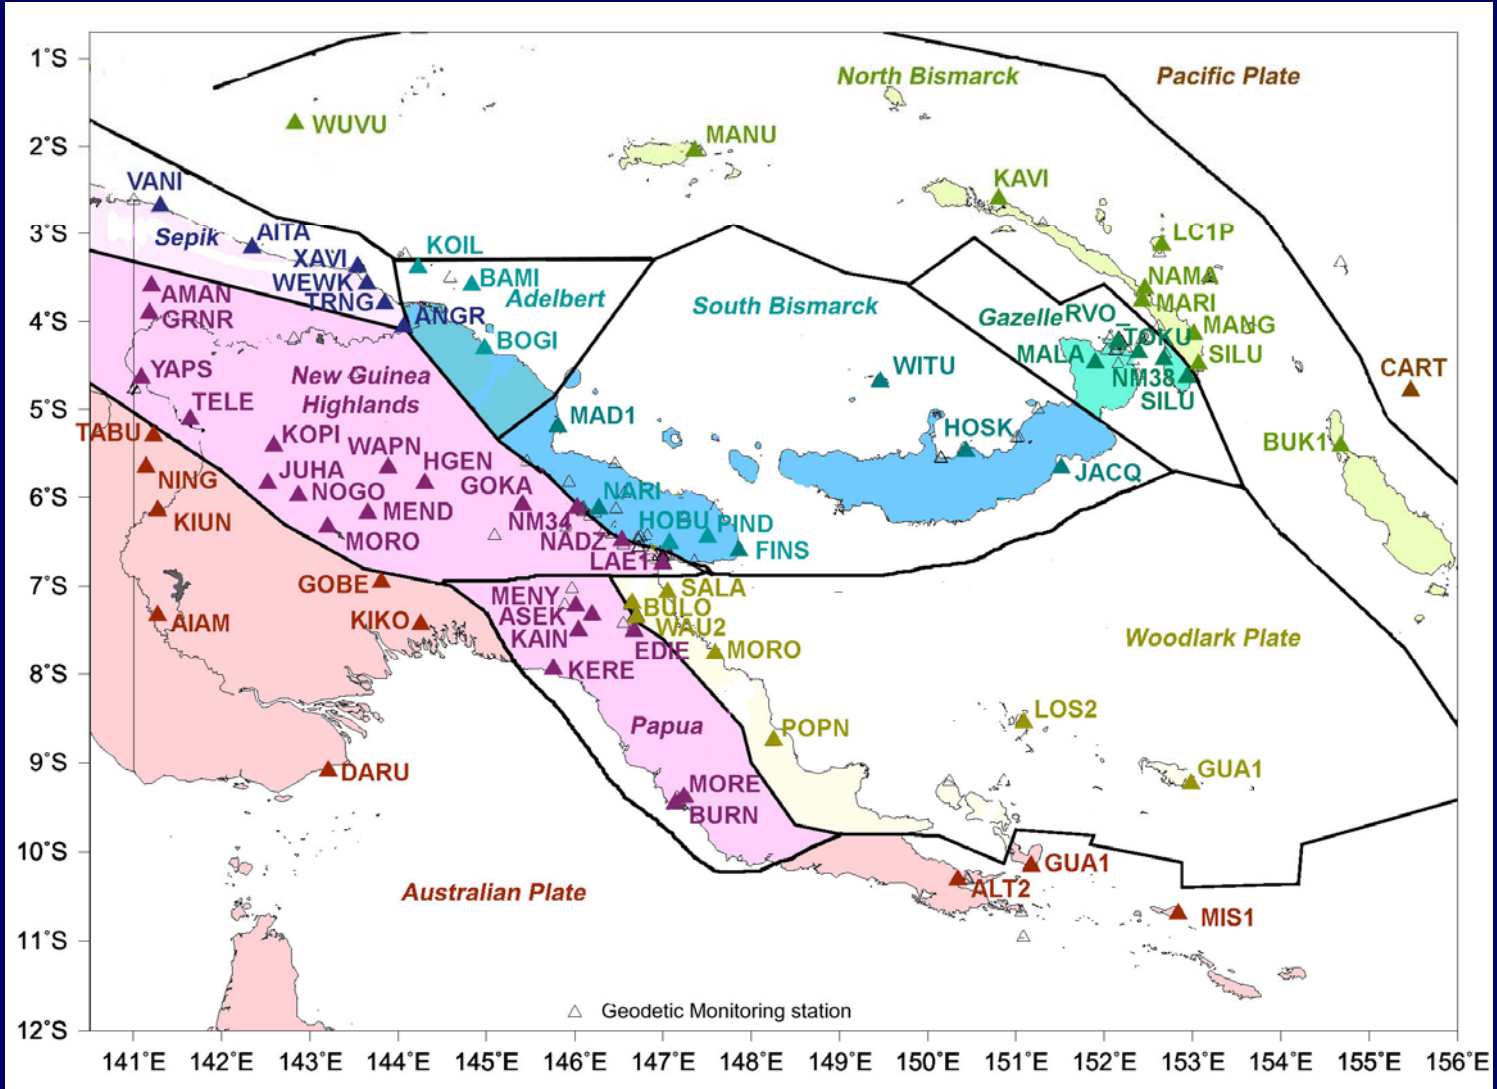 1°S
North Bismarck
Pacific Plate
WUVU
MANU
2°S
VANI
KAVI
3°S
Sepik
AITA
KOIL
LC1P
XAVI
WEWK
BAMI
NAMA
TRNG
Adelbert
South Bismarck
MARI
AMAN
GRNR
ANGR
Gazelle
RVO_
MANG
4°S
BOGI
TOKU
MALA
SILU
YAPS
New Guinea
Highlands
WITU
NM38
CART
SILU
5°S
TELE
MAD1
TABU
KOPI
WAPN
HOSK
BUK1
NING
JUHA
HGEN
JACQ
NOGO
GOKA
NARI
6°S
KIUN
MEND
NM34
HOBU
PIND
MORO
NADZ
FINS
LAE1
7°S
GOBE
MENY
SALA
AIAM
KIKO
ASEK
BULO
KAIN
WAU2
Woodlark Plate
EDIE
MORO
8°S
KERE
Papua
POPN
LOS2
9°S
DARU
GUA1
MORE
BURN
10°S
GUA1
Australian Plate
ALT2
MIS1
11°S
Geodetic Monitoring station
12°S
141°E 142°E 143°E 144°E 145°E 146°E 147°E 148°E 149°E 150°E 151°E 152°E 153°E 154°E 155°E 156°E